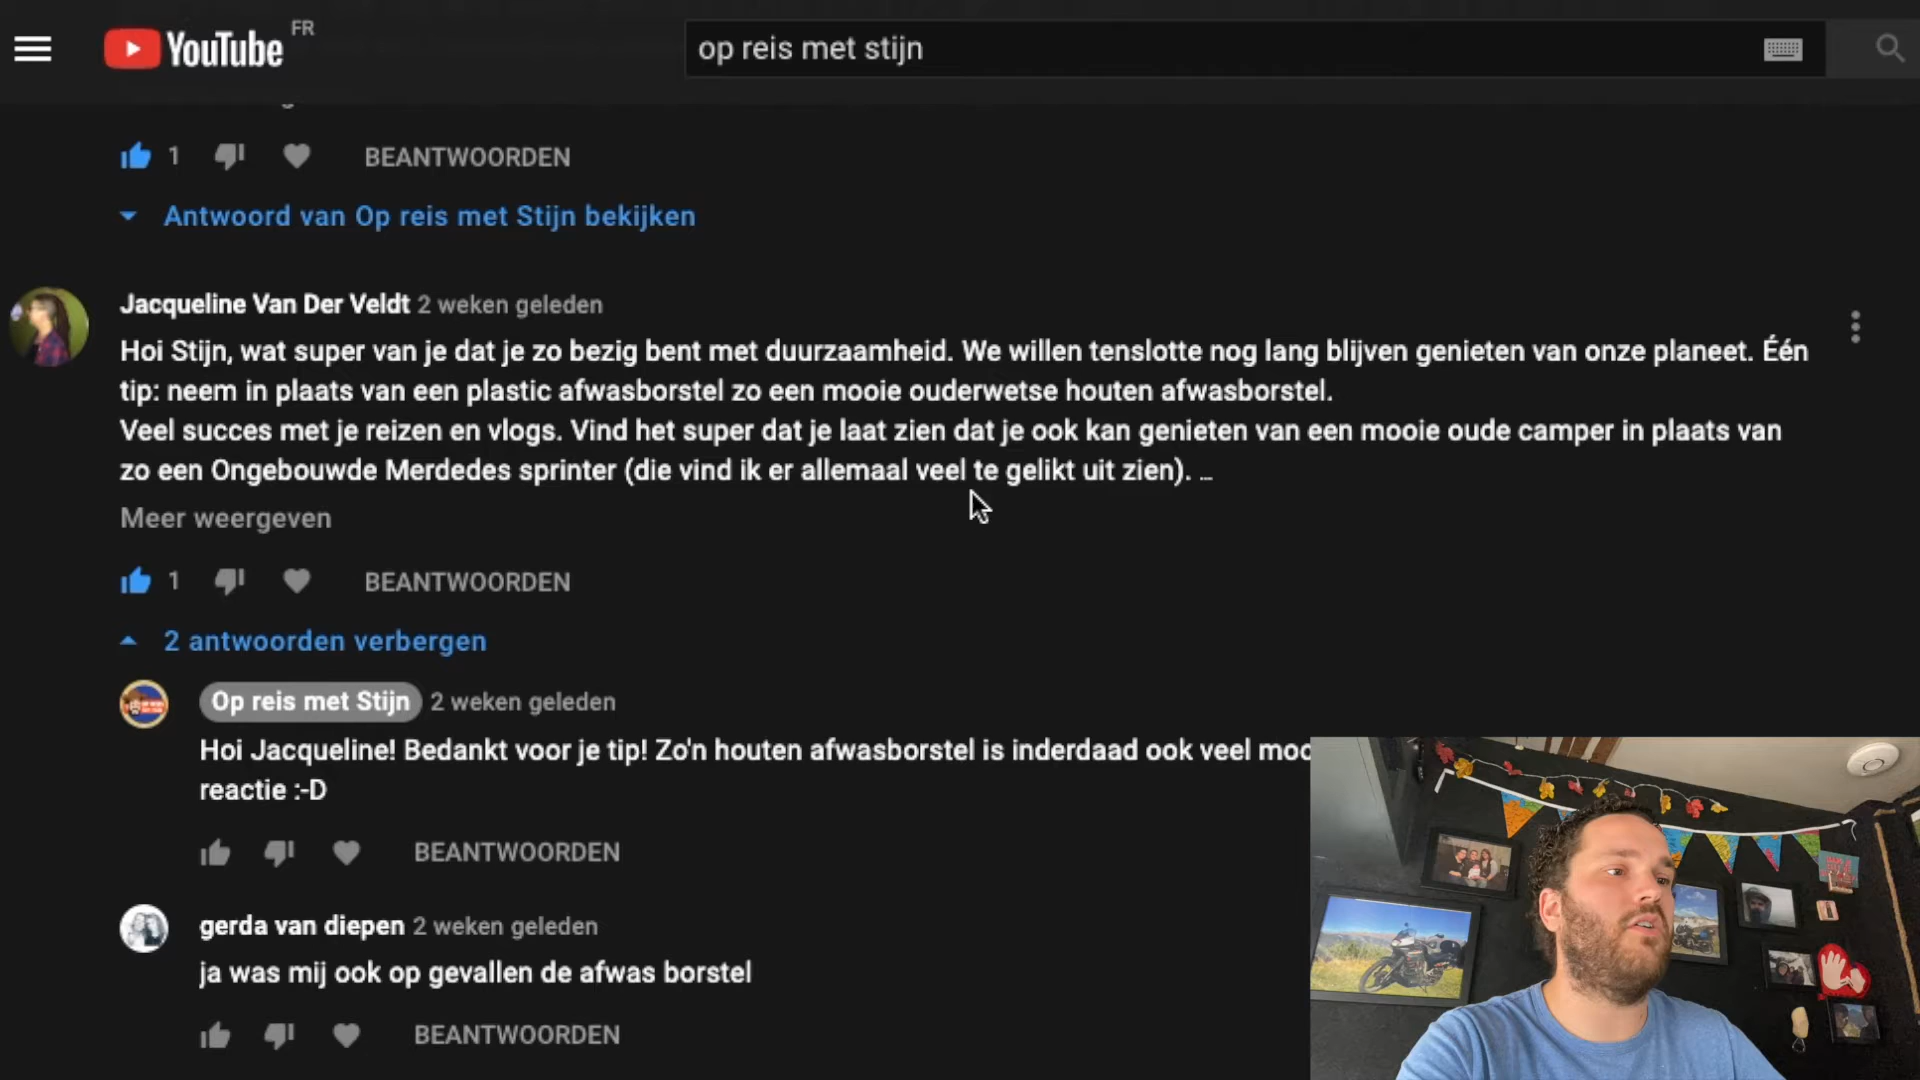 YouTube FR
op reis met stijn
1 BEANTWOORDEN
Antwoord van Op reis met Stijn bekijken
Jacqueline Van Der Veldt 2 weken geleden
Hoi Stijn, wat super van je dat je zo bezig bent met duurzaamheid. We willen tenslotte nog lang blijven genieten van onze planeet. Één
tip: neem in plaats van een plastic afwasborstel zo een mooie ouderwetse houten afwasborstel.
Veel succes met je reizen en vlogs. Vind het super dat je laat zien dat je ook kan genieten van een mooie oude camper in plaats van
zo een Ongebouwde Merdedes sprinter (die vind ik er allemaal veel te gelikt uit zien). ...
Meer weergeven
1 BEANTWOORDEN
2 antwoorden verbergen
Op reis met Stijn 2 weken geleden
Hoi Jacqueline! Bedankt voor je tip! Zo'n houten afwasborstel is inderdaad ook veel
reactie :-D
BEANTWOORDEN
gerda van diepen 2 weken geleden
ja was mij ook op gevallen de afwas borstel
BEANTWOORDEN